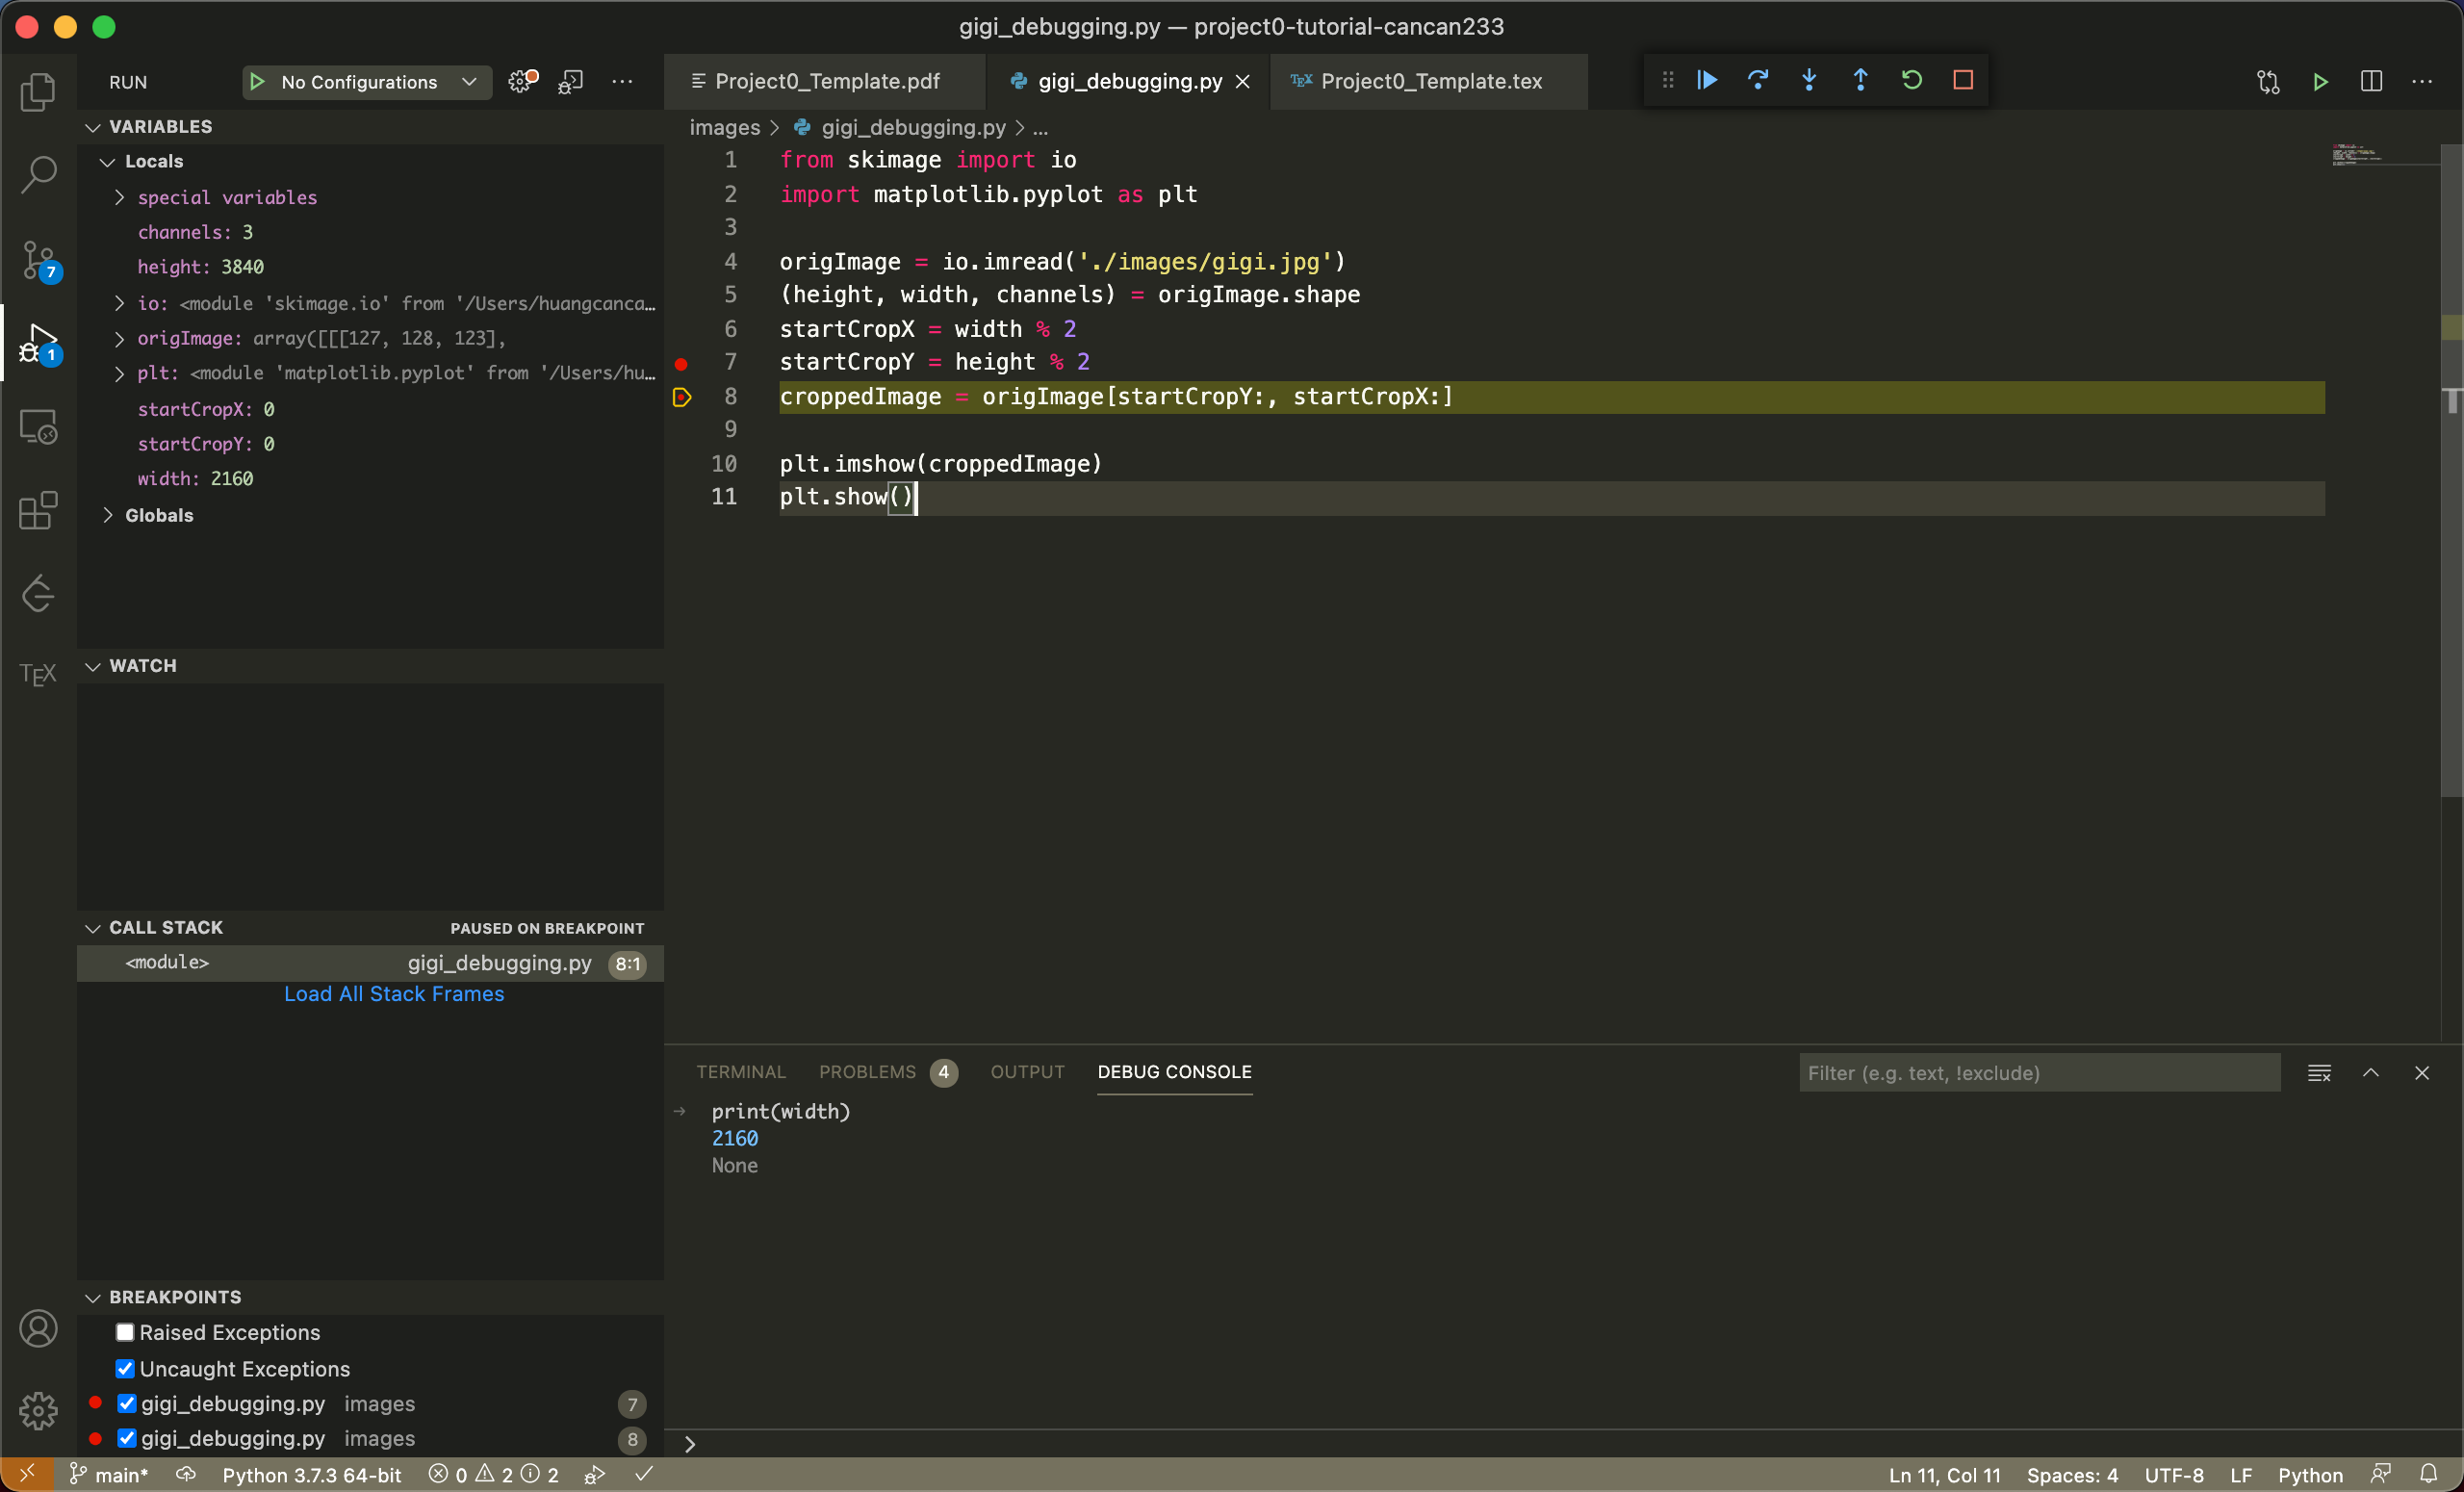 gigi_debugging.py — project0-tutorial-cancan233
RUN
No Configurations
···
Project0_Template.pdf
gigi_debugging.py
TEX Project0_Template.tex
···
VARIABLES
Locals
special variables
channels: 3
height: 3840
io: <module 'skimage.io' from '/Users/huangcanca…
origImage: array([[[127, 128, 123],
plt: <module 'matplotlib.pyplot' from '/Users/hu…
startCropX: 0
startCropY: 0
width: 2160
Globals
7
1
TEX
WATCH
CALL STACK PAUSED ON BREAKPOINT
<module> gigi_debugging.py 8:1
Load All Stack Frames
BREAKPOINTS
Raised Exceptions
Uncaught Exceptions
gigi_debugging.py images 7
gigi_debugging.py images 8
images > gigi_debugging.py > ...
1 from skimage import io
2 import matplotlib.pyplot as plt
3
4 origImage = io.imread('./images/gigi.jpg')
5 (height, width, channels) = origImage.shape
6 startCropX = width % 2
7 startCropY = height % 2
8 croppedImage = origImage[startCropY:, startCropX:]
9
10 plt.imshow(croppedImage)
11 plt.show()
TERMINAL PROBLEMS 4 OUTPUT DEBUG CONSOLE
Filter (e.g. text, !exclude)
→ print(width)
2160
None
>
main* Python 3.7.3 64-bit 0 2 2
Ln 11, Col 11 Spaces: 4 UTF-8 LF Python